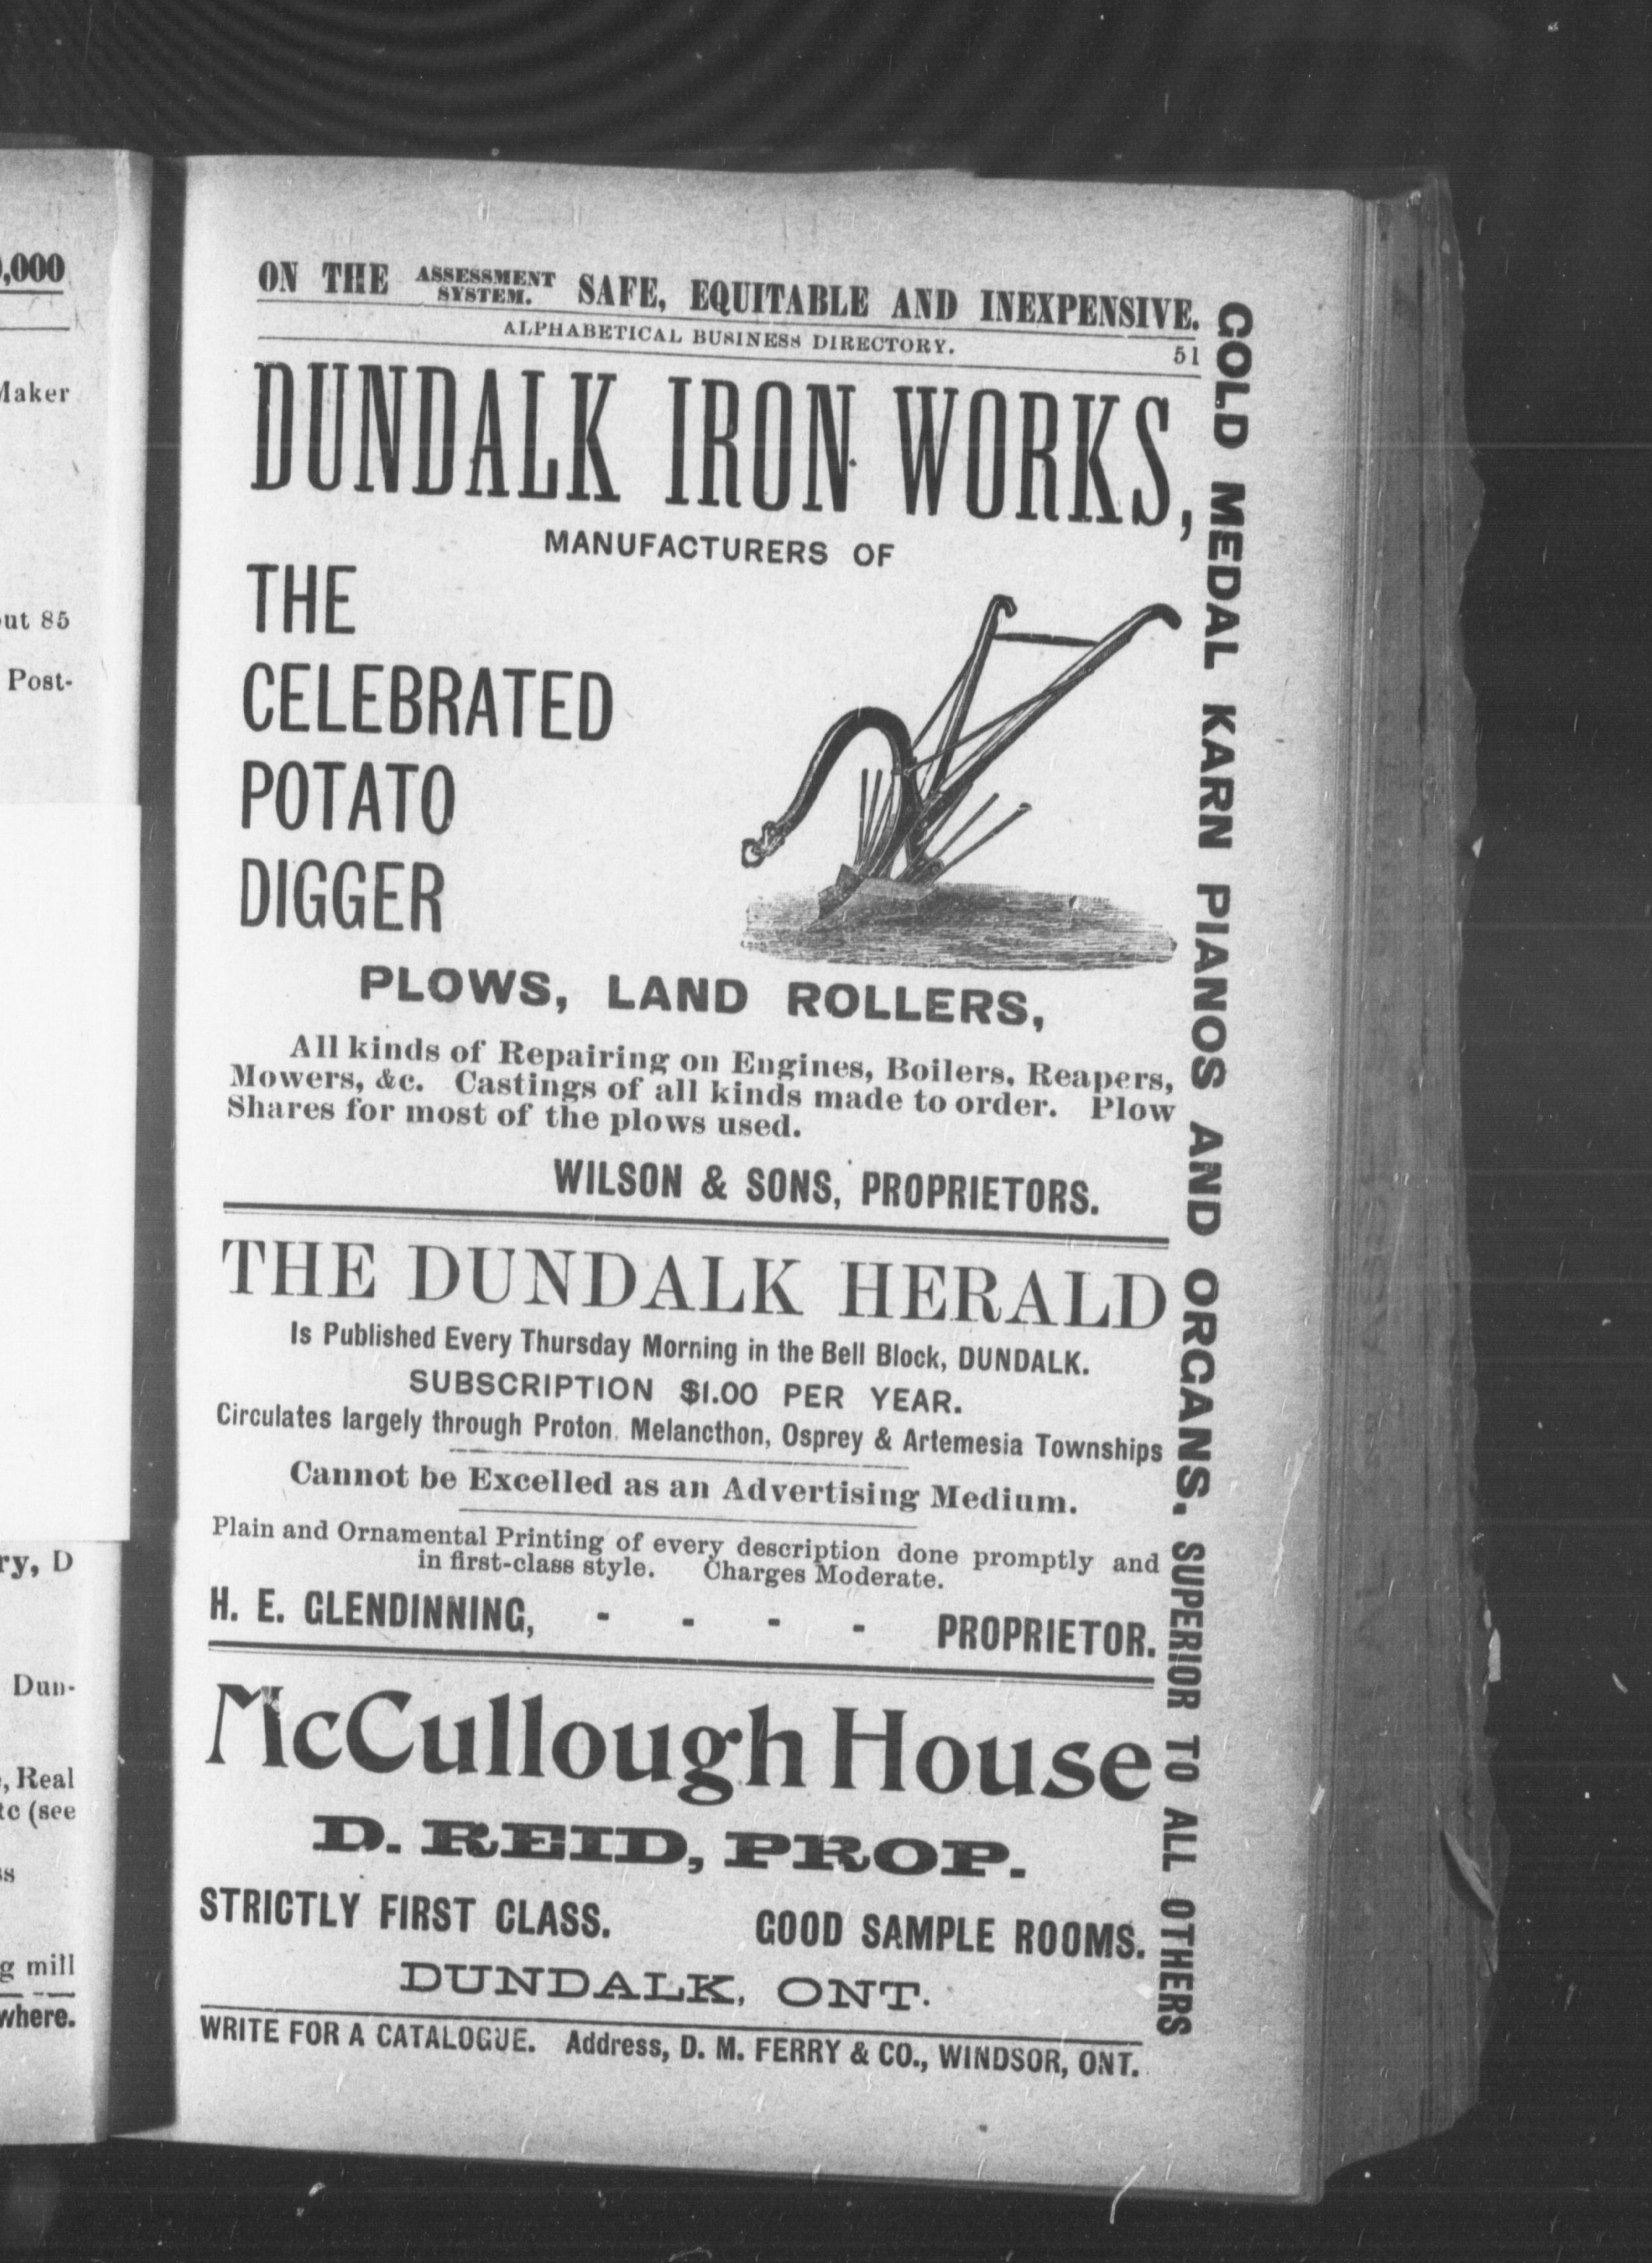 ,000
Maker
out 85
Post-
ry, D
Dun-
, Real
tc (see
ss
g mill
where.
ON THE ASSESSMENT SYSTEM. SAFE, EQUITABLE AND INEXPENSIVE.
ALPHABETICAL BUSINESS DIRECTORY. 51
DUNDALK IRON WORKS,
MANUFACTURERS OF
THE
CELEBRATED
POTATO
DIGGER
PLOWS, LAND ROLLERS,
All kinds of Repairing on Engines, Boilers, Reapers,
Mowers, &c. Castings of all kinds made to order. Plow
Shares for most of the plows used.
WILSON & SONS, PROPRIETORS.
THE DUNDALK HERALD
Is Published Every Thursday Morning in the Bell Block, DUNDALK.
SUBSCRIPTION $1.00 PER YEAR.
Circulates largely through Proton, Melancthon, Osprey & Artemesia Townships
Cannot be Excelled as an Advertising Medium.
Plain and Ornamental Printing of every description done promptly and
in first-class style. Charges Moderate.
H. E. GLENDINNING, - - - - PROPRIETOR.
McCullough House
D. REID, PROP.
STRICTLY FIRST CLASS. GOOD SAMPLE ROOMS.
DUNDALK, ONT.
WRITE FOR A CATALOGUE. Address, D. M. FERRY & CO., WINDSOR, ONT.
GOLD MEDAL KARN PIANOS AND ORGANS. SUPERIOR TO ALL OTHERS